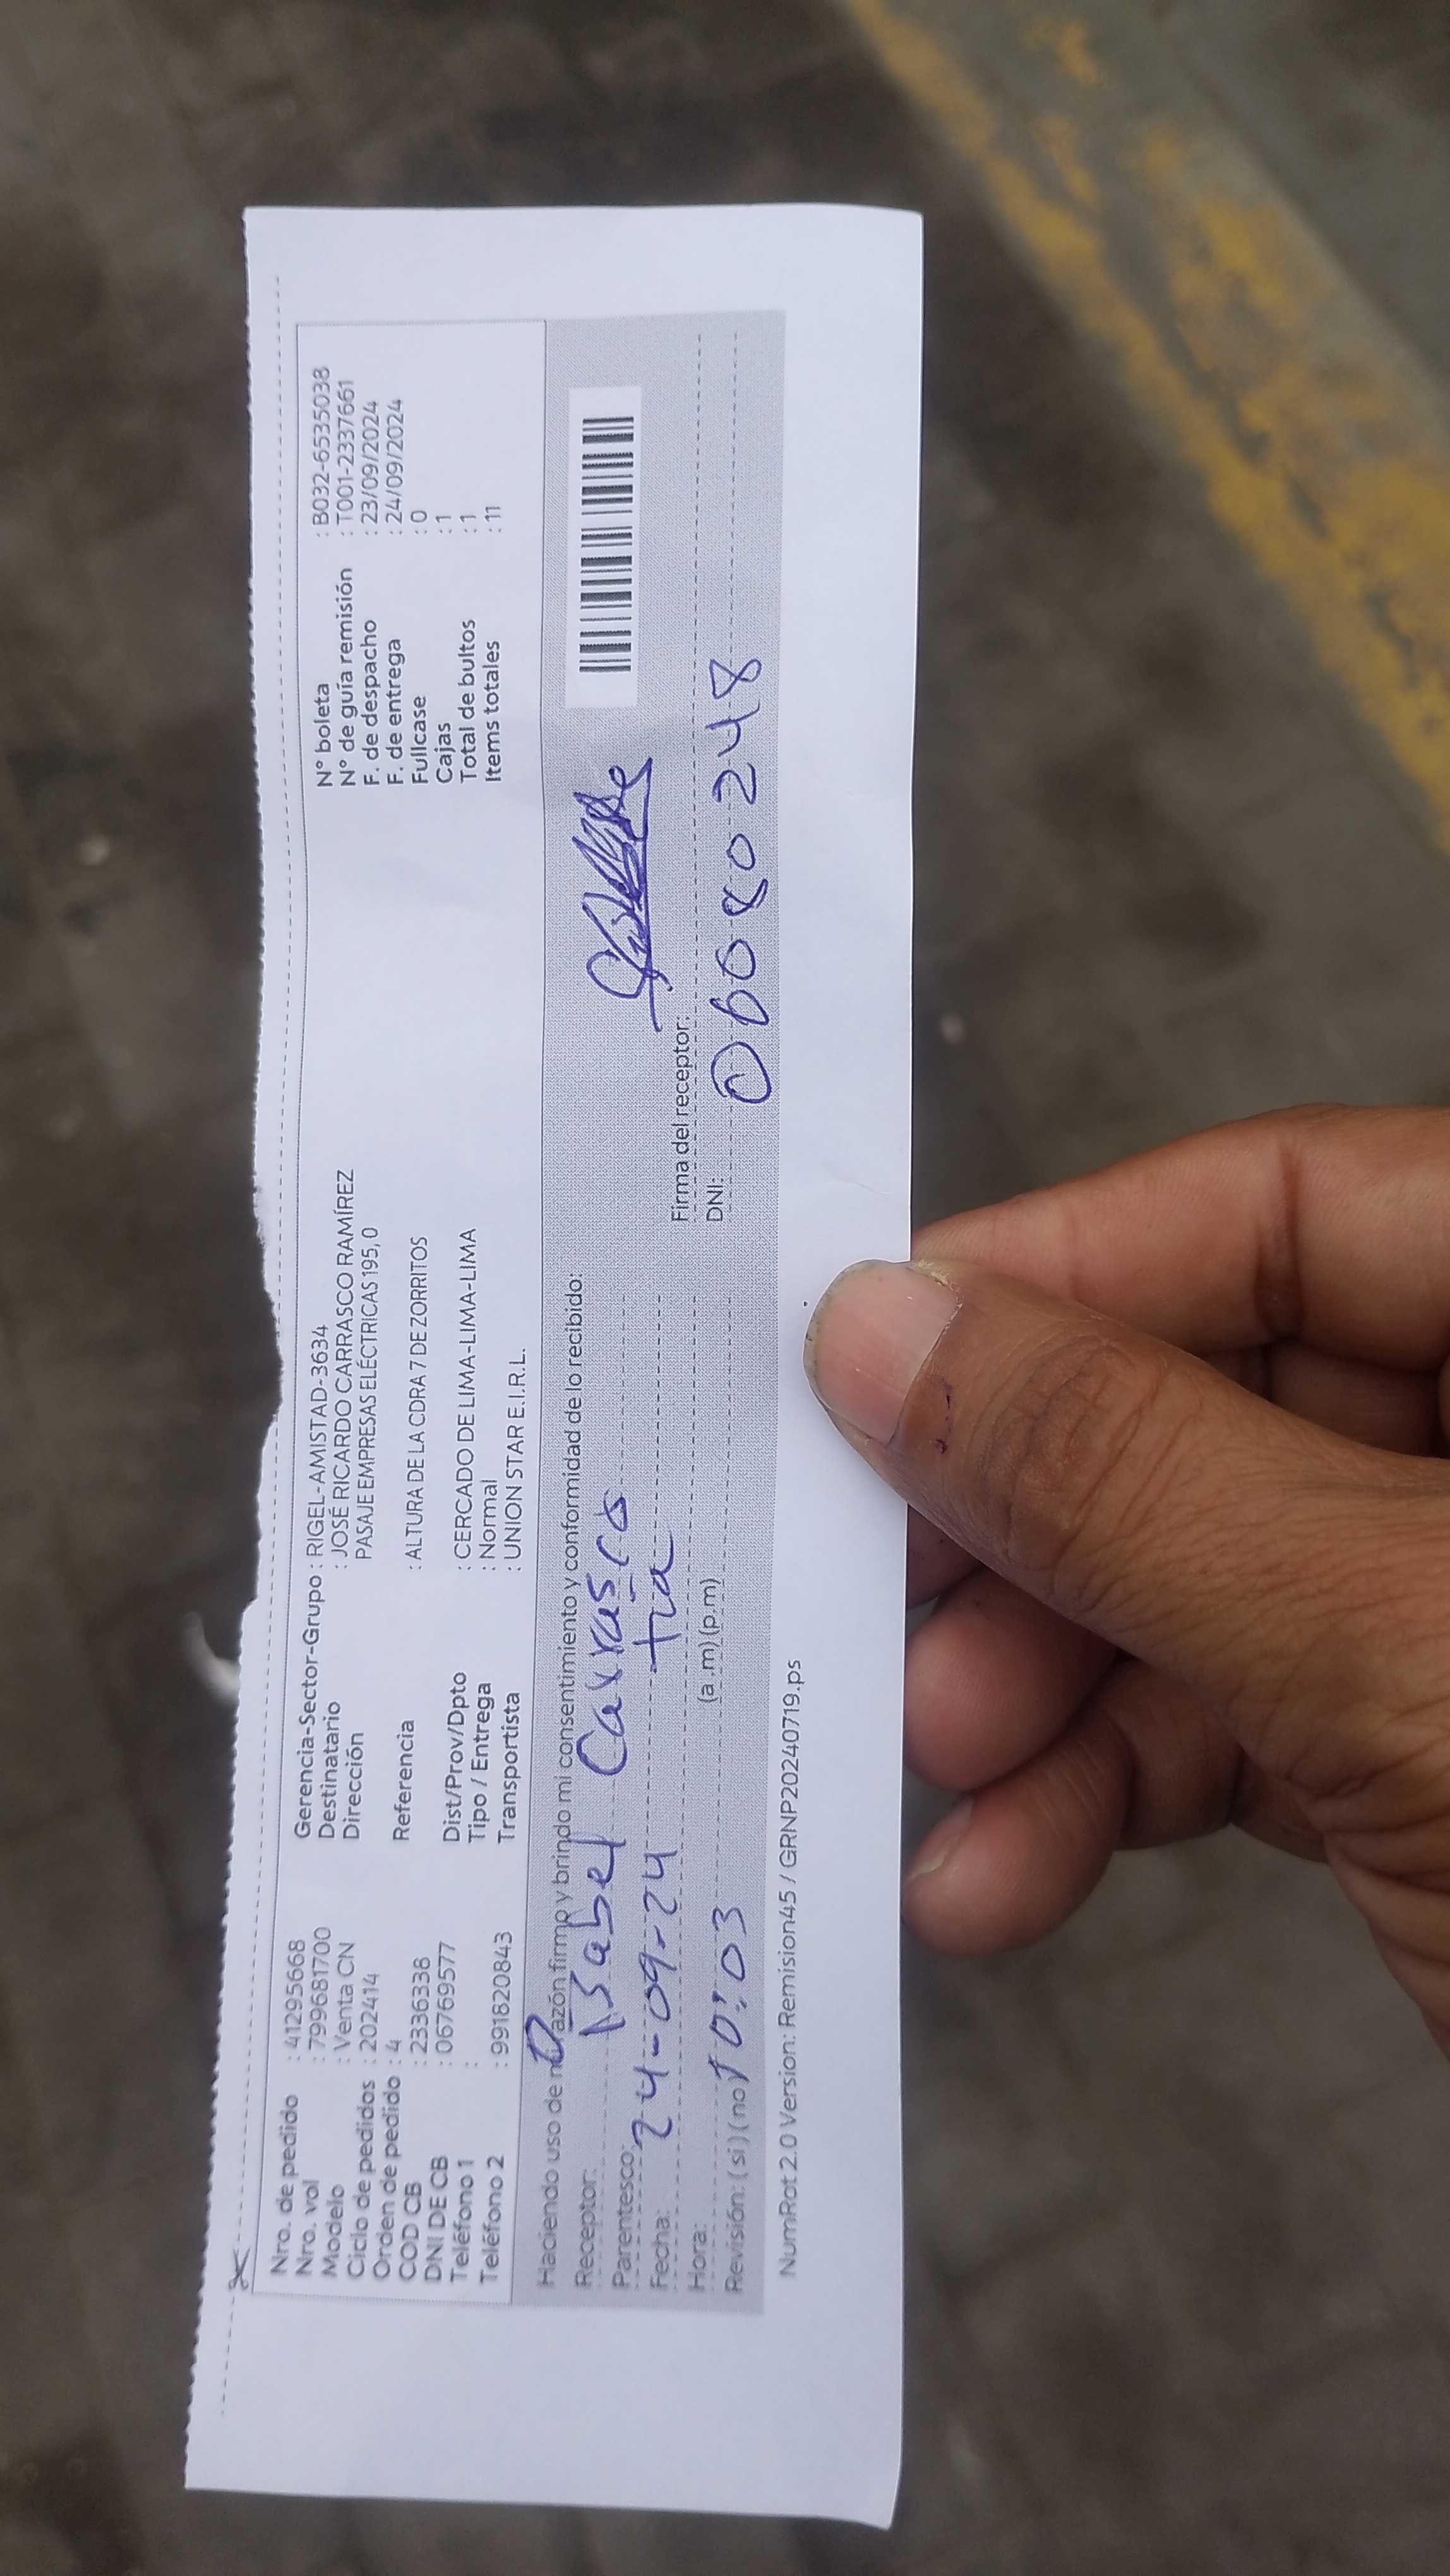 Nro. de pedido : 41295668
Nro. vol : 799681700
Modelo : Venta CN
Ciclo de pedidos : 202414
Orden de pedido : 4
COD CB : 2336338
DNI DE CB : 06769577
Teléfono 1 :
Teléfono 2 : 991820843
Gerencia-Sector-Grupo : RIGEL-AMISTAD-3634
Destinatario : JOSÉ RICARDO CARRASCO RAMÍREZ
Dirección PASAJE EMPRESAS ELÉCTRICAS 195, 0
Referencia : ALTURA DE LA CDRA 7 DE ZORRITOS
Dist/Prov/Dpto : CERCADO DE LIMA-LIMA-LIMA
Tipo / Entrega : Normal
Transportista : UNION STAR E.I.R.L.
N° boleta : B032-6535038
N° de guía remisión : T001-2337661
F. de despacho : 23/09/2024
F. de entrega : 24/09/2024
Fullcase : 0
Cajas : 1
Total de bultos : 1
Items totales : 11
Haciendo uso de mi razón firmo y brindo mi consentimiento y conformidad de lo recibido:
Receptor: Isabel Carrasco
Parentesco: tia
Fecha: 24-09-24
Hora: 10:03 (a.m) (p.m)
Revisión: (si) (no)
Firma del receptor:
DNI: 06080248
NumRot 2.0 Version: Remision45 / GRNP20240719.ps